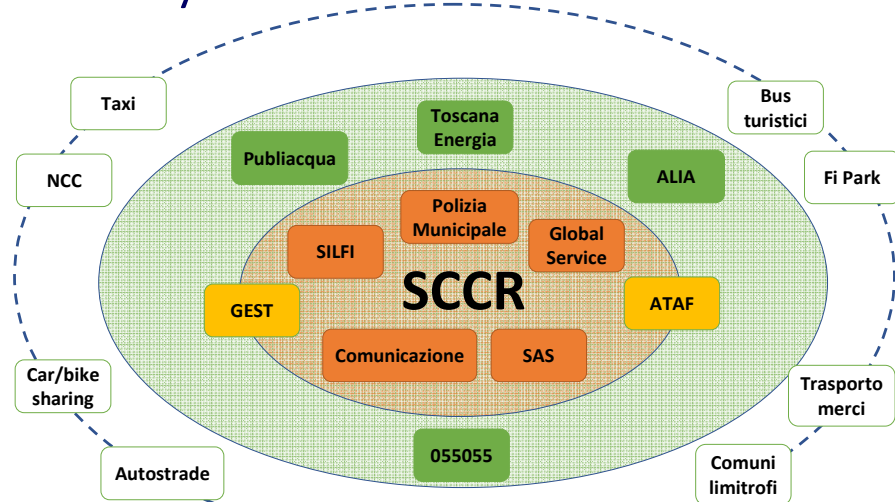 Taxi
Bus
turistici
Toscana
Energia
Publiacqua
NCC
ALIA
Fi Park
Polizia
Municipale
Global
Service
SILFI
SCCR
GEST
ATAF
Comunicazione
SAS
Car/bike
sharing
Trasporto
merci
055055
Autostrade
Comuni
limitrofi